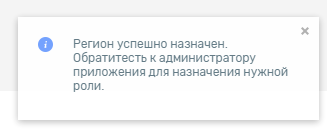 Регион успешно назначен.
Обратитесть к администратору
приложения для назначения нужной
роли.